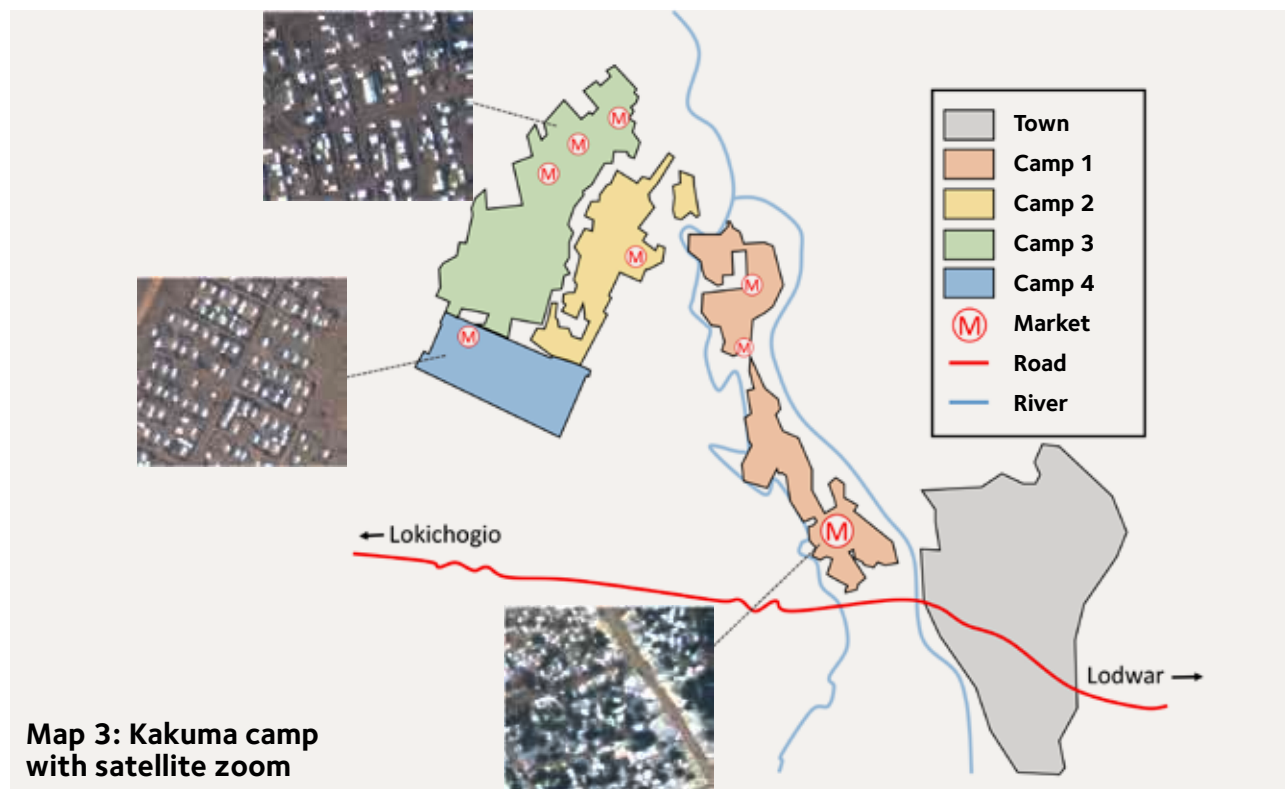 Town
Camp 1
Camp 2
Camp 3
Camp 4
M Market
Road
River
M
M
M
M
M
M
M
M
← Lokichogio
Lodwar →
Map 3: Kakuma camp
with satellite zoom